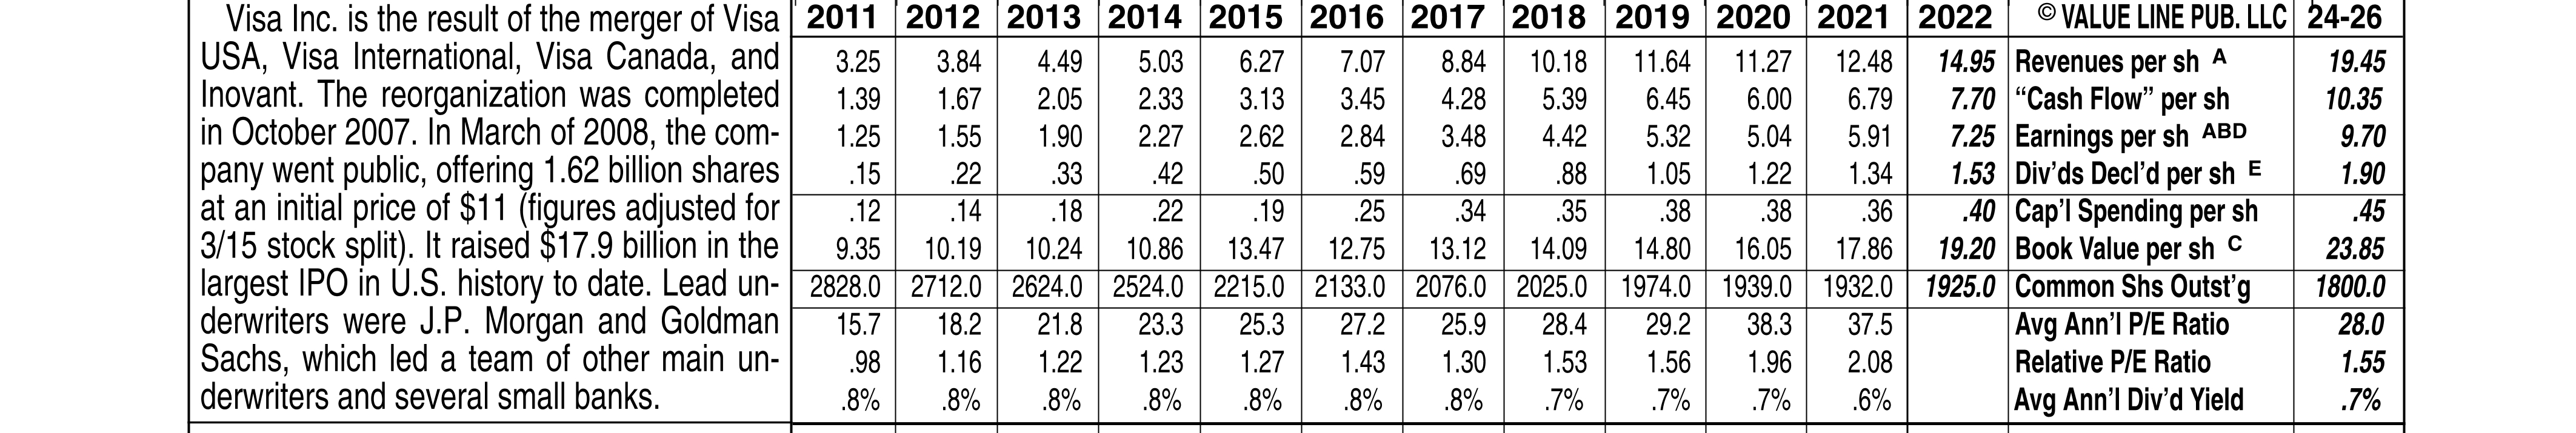 Visa Inc. is the result of the merger of Visa
USA, Visa International, Visa Canada, and
Inovant. The reorganization was completed
in October 2007. In March of 2008, the com-
pany went public, offering 1.62 billion shares
at an initial price of $11 (figures adjusted for
3/15 stock split). It raised $17.9 billion in the
largest IPO in U.S. history to date. Lead un-
derwriters were J.P. Morgan and Goldman
Sachs, which led a team of other main un-
derwriters and several small banks.
2011 2012 2013 2014 2015 2016 2017 2018 2019 2020 2021 2022 © VALUE LINE PUB. LLC 24-26
3.25 3.84 4.49 5.03 6.27 7.07 8.84 10.18 11.64 11.27 12.48 14.95 Revenues per sh A 19.45
1.39 1.67 2.05 2.33 3.13 3.45 4.28 5.39 6.45 6.00 6.79 7.70 “Cash Flow” per sh 10.35
1.25 1.55 1.90 2.27 2.62 2.84 3.48 4.42 5.32 5.04 5.91 7.25 Earnings per sh ABD 9.70
.15 .22 .33 .42 .50 .59 .69 .88 1.05 1.22 1.34 1.53 Div’ds Decl’d per sh E 1.90
.12 .14 .18 .22 .19 .25 .34 .35 .38 .38 .36 .40 Cap’l Spending per sh .45
9.35 10.19 10.24 10.86 13.47 12.75 13.12 14.09 14.80 16.05 17.86 19.20 Book Value per sh C 23.85
2828.0 2712.0 2624.0 2524.0 2215.0 2133.0 2076.0 2025.0 1974.0 1939.0 1932.0 1925.0 Common Shs Outst’g 1800.0
15.7 18.2 21.8 23.3 25.3 27.2 25.9 28.4 29.2 38.3 37.5 Avg Ann’l P/E Ratio 28.0
.98 1.16 1.22 1.23 1.27 1.43 1.30 1.53 1.56 1.96 2.08 Relative P/E Ratio 1.55
.8% .8% .8% .8% .8% .8% .8% .7% .7% .7% .6% Avg Ann’l Div’d Yield .7%